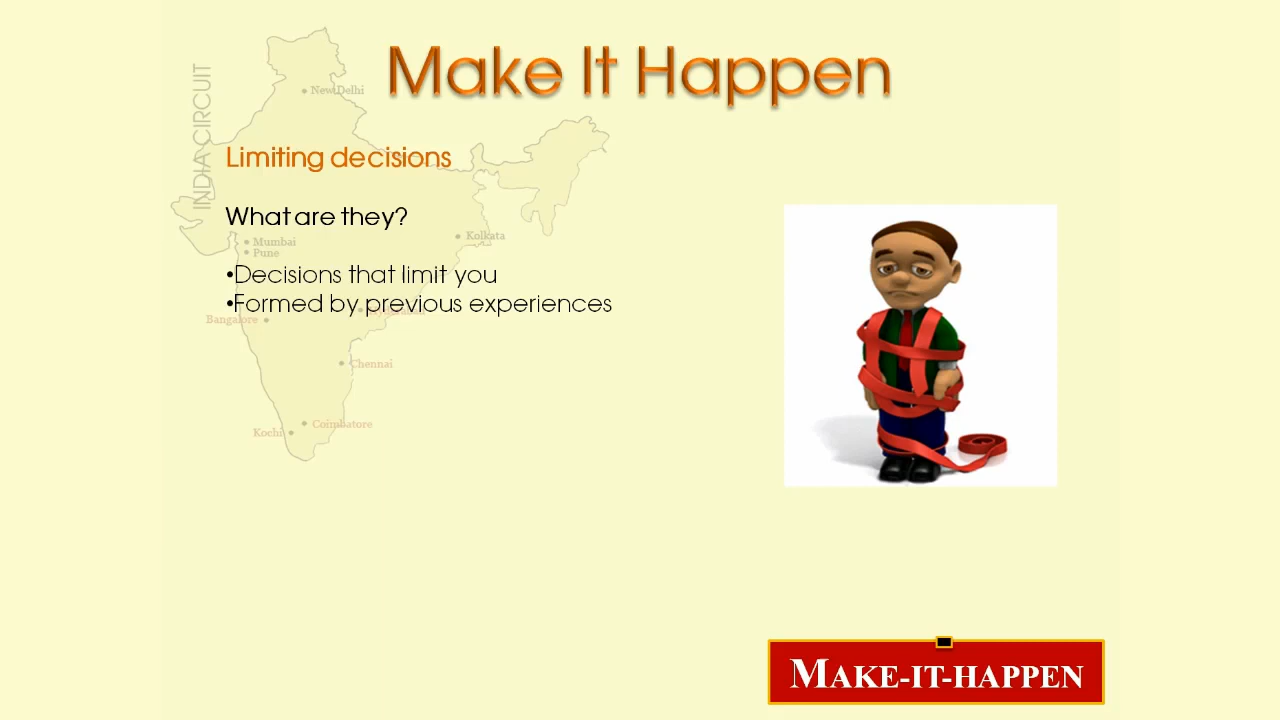 Make It Happen
INDIA CIRCUIT
New Delhi
Limiting decisions
What are they?
Kolkata
Mumbai
Pune
•Decisions that limit you
•Formed by previous experiences
Bangalore
Chennai
Coimbatore
Kochi
MAKE-IT-HAPPEN